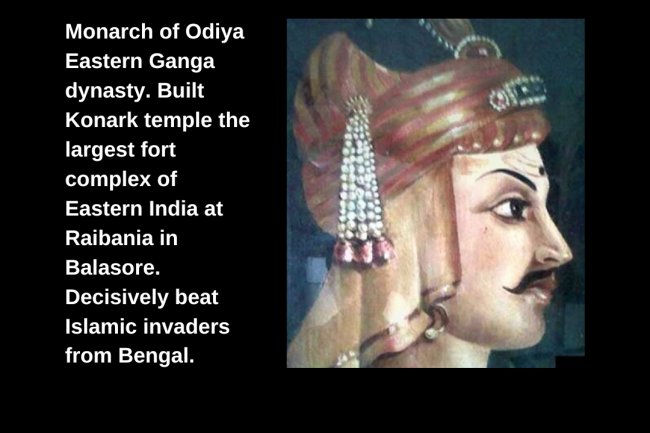 Monarch of Odiya
Eastern Ganga
dynasty. Built
Konark temple the
largest fort
complex of
Eastern India at
Raibania in
Balasore.
Decisively beat
Islamic invaders
from Bengal.